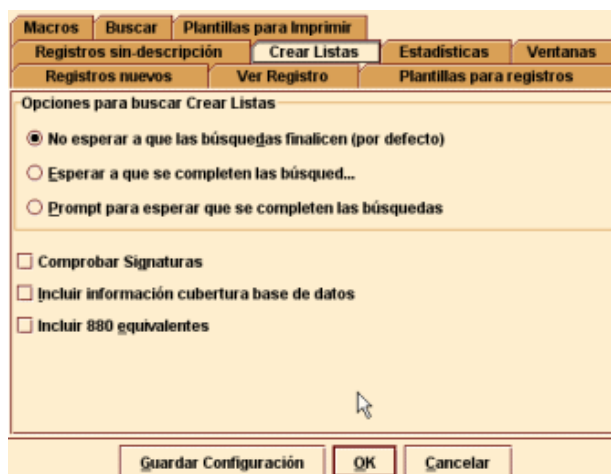 Macros Buscar Plantillas para Imprimir
Registros sin-descripción Crear Listas Estadísticas Ventanas
Registros nuevos Ver Registro Plantillas para registros
Opciones para buscar Crear Listas
No esperar a que las búsquedas finalicen (por defecto)
Esperar a que se completen las búsqued...
Prompt para esperar que se completen las búsquedas
Comprobar Signaturas
Incluir información cubertura base de datos
Incluir 880 equivalentes
Guardar Configuración OK Cancelar